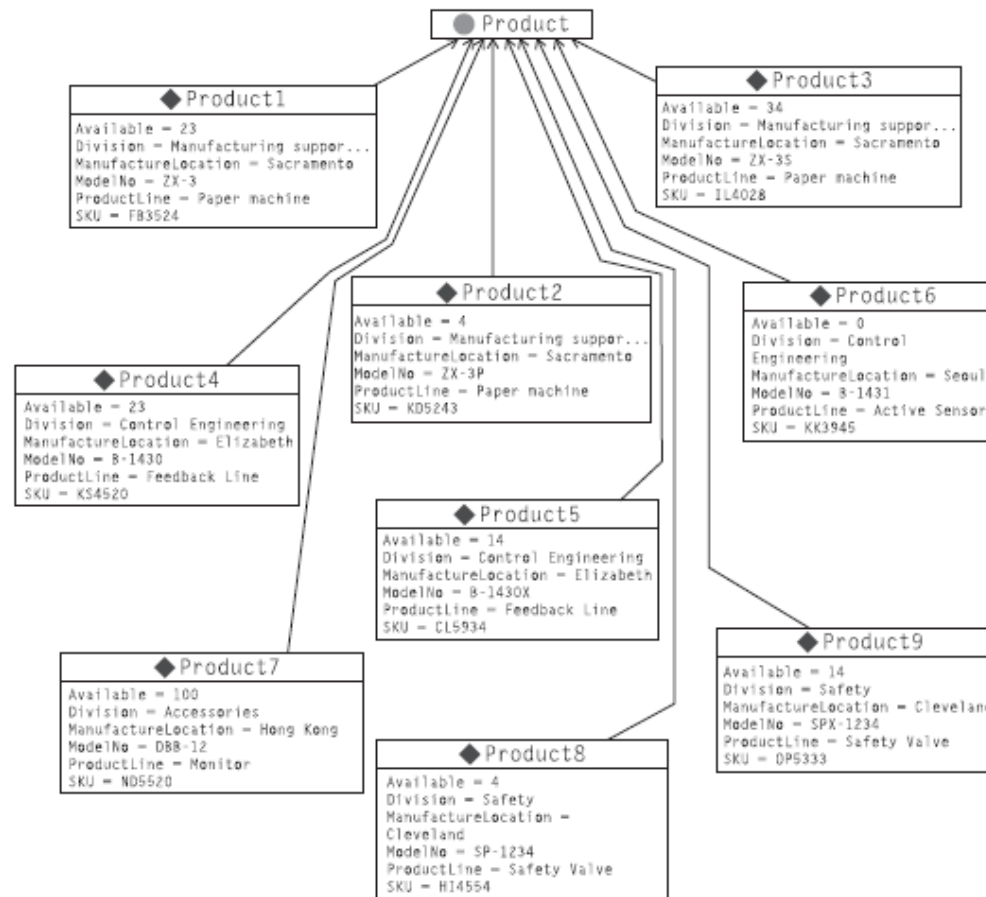 Product
Product1
Available = 23
Division = Manufacturing suppor...
ManufactureLocation = Sacramento
ModelNo = ZX-3
ProductLine = Paper machine
SKU = FB3524
Product3
Available = 34
Division = Manufacturing suppor...
ManufactureLocation = Sacramento
ModelNo = ZX-3S
ProductLine = Paper machine
SKU = IL4028
Product2
Available = 4
Division = Manufacturing suppor...
ManufactureLocation = Sacramento
ModelNo = ZX-3P
ProductLine = Paper machine
SKU = KD5243
Product6
Available = 0
Division = Control
Engineering
ManufactureLocation = Seoul
ModelNo = B-1431
ProductLine = Active Sensor
SKU = KK3945
Product4
Available = 23
Division = Control Engineering
ManufactureLocation = Elizabeth
ModelNo = B-1430
ProductLine = Feedback Line
SKU = KS4520
Product5
Available = 14
Division = Control Engineering
ManufactureLocation = Elizabeth
ModelNo = B-1430X
ProductLine = Feedback Line
SKU = CL5934
Product7
Available = 100
Division = Accessories
ManufactureLocation = Hong Kong
ModelNo = DBB-12
ProductLine = Monitor
SKU = ND5520
Product9
Available = 14
Division = Safety
ManufactureLocation = Cleveland
ModelNo = SPX-1234
ProductLine = Safety Valve
SKU = OP5333
Product8
Available = 4
Division = Safety
ManufactureLocation =
Cleveland
ModelNo = SP-1234
ProductLine = Safety Valve
SKU = HI4554